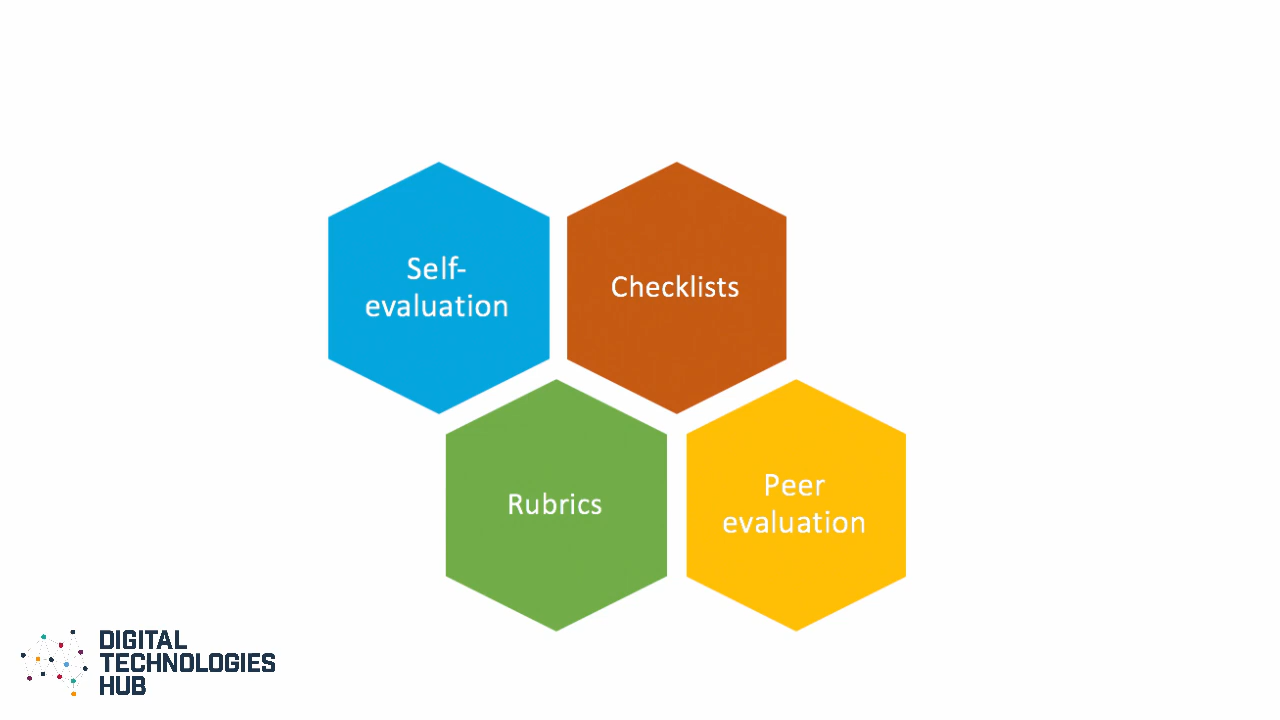 Self-
evaluation
Checklists
Rubrics
Peer
evaluation
DIGITAL
TECHNOLOGIES
HUB